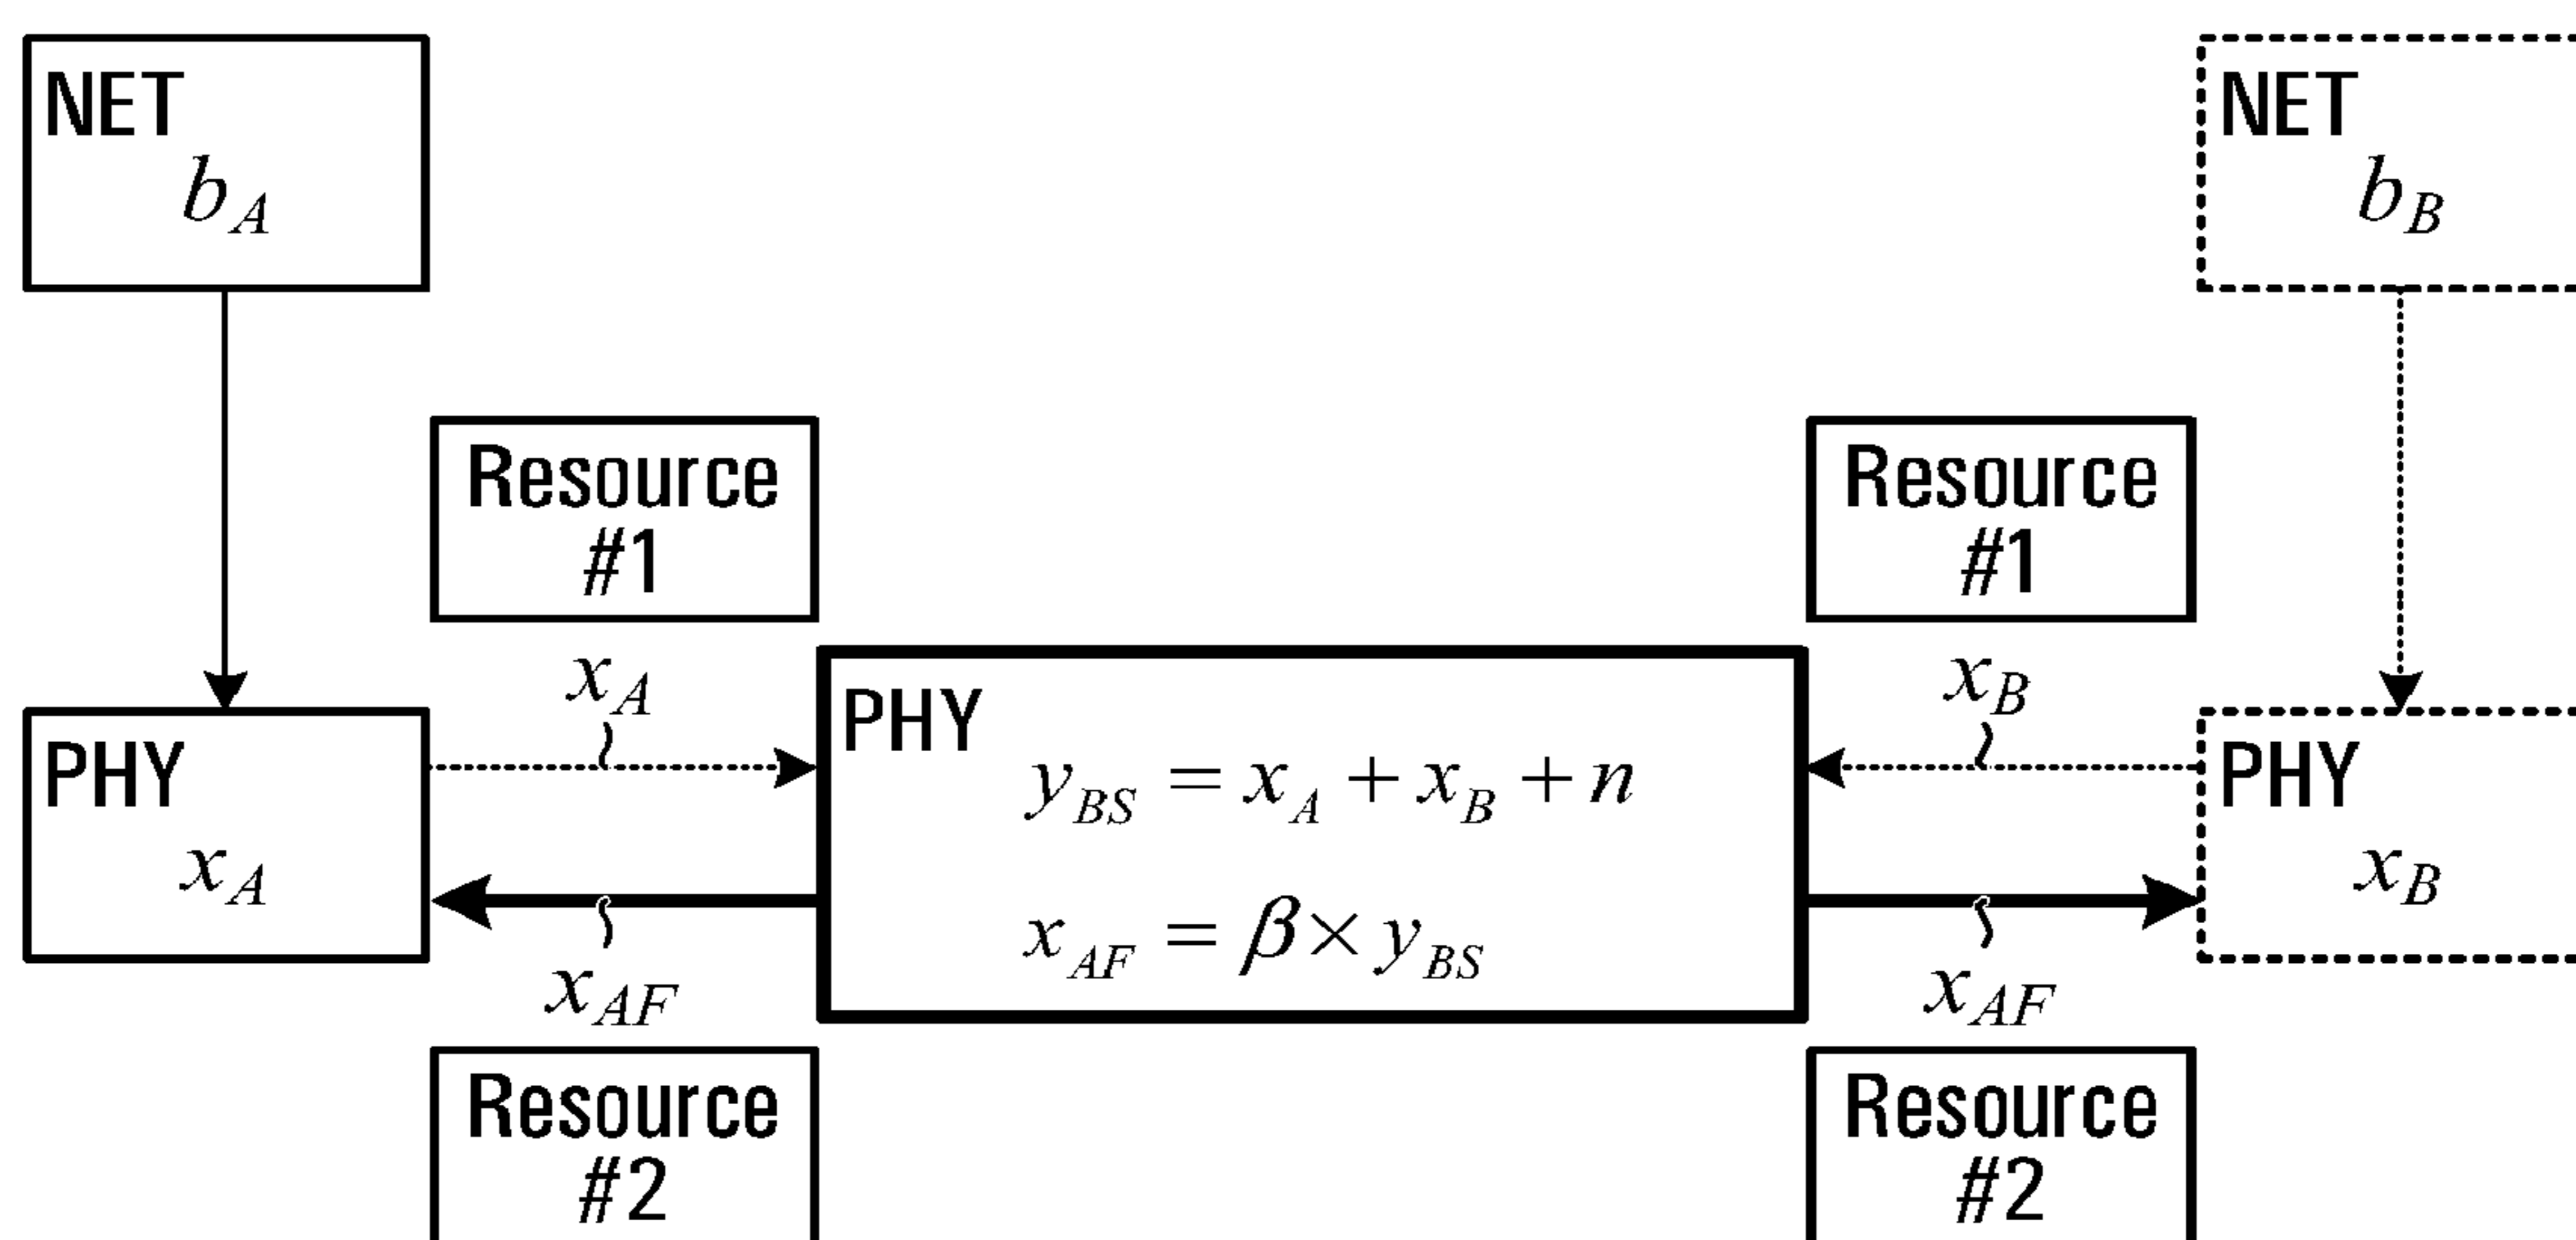 NET
b_A
NET
b_B
Resource
#1
Resource
#1
x_A
x_B
PHY
x_A
PHY
y_BS = x_A + x_B + n
x_AF = β × y_BS
PHY
x_B
x_AF
x_AF
Resource
#2
Resource
#2